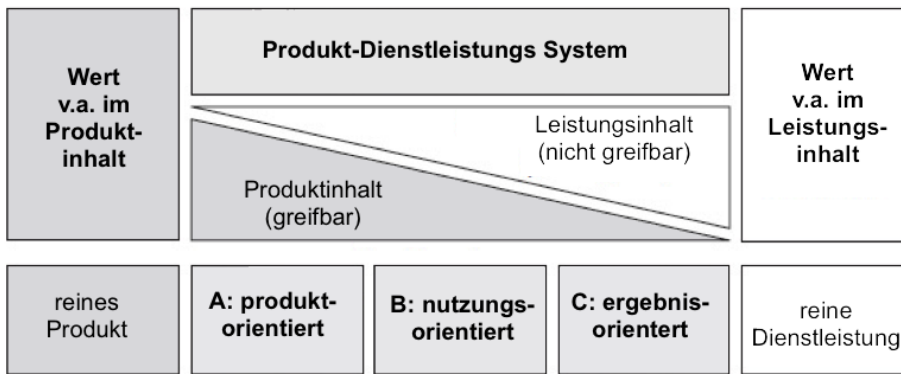 Wert
v.a. im
Produkt-
inhalt
Produkt-Dienstleistungs System
Leistungsinhalt
(nicht greifbar)
Produktinhalt
(greifbar)
Wert
v.a. im
Leistungs-
inhalt
reines
Produkt
A: produkt-
orientiert
B: nutzungs-
orientiert
C: ergebnis-
orientert
reine
Dienstleistung